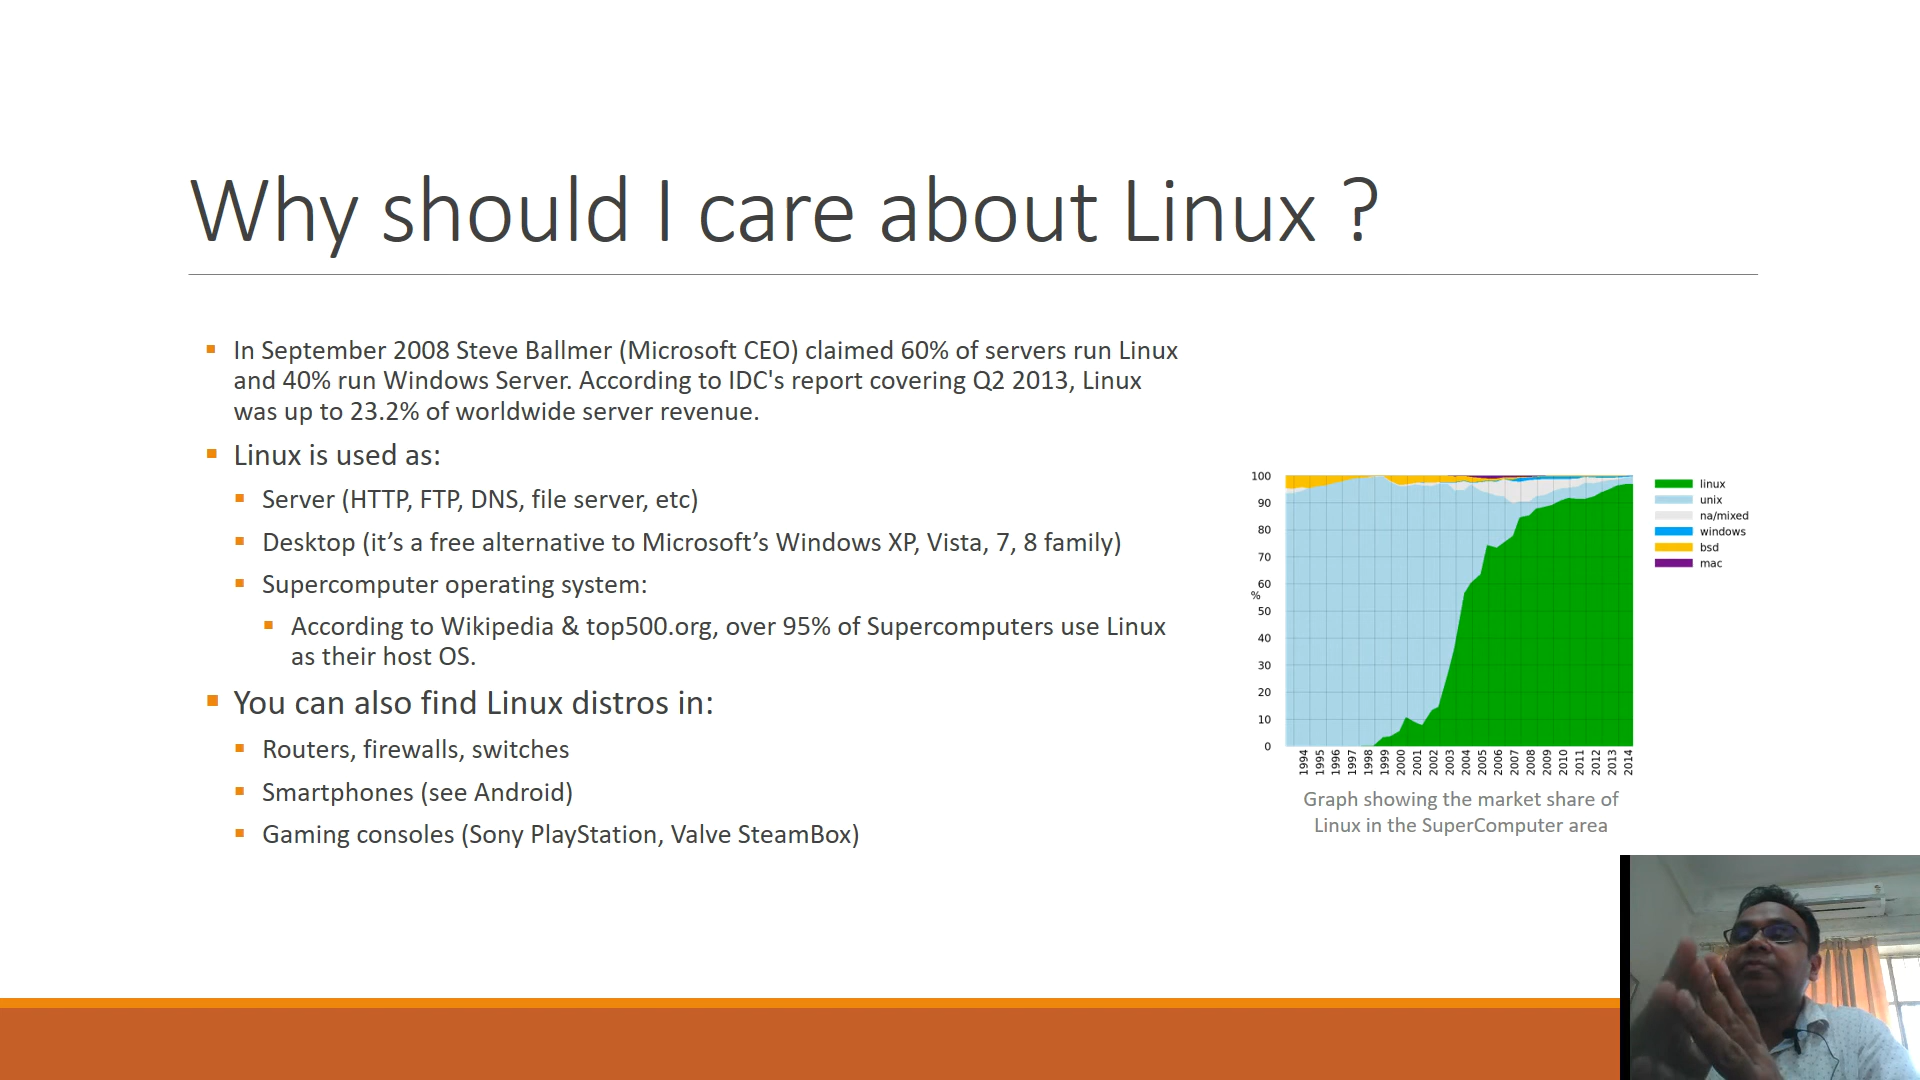 Why should I care about Linux ?
In September 2008 Steve Ballmer (Microsoft CEO) claimed 60% of servers run Linux
and 40% run Windows Server. According to IDC's report covering Q2 2013, Linux
was up to 23.2% of worldwide server revenue.
Linux is used as:
Server (HTTP, FTP, DNS, file server, etc)
Desktop (it’s a free alternative to Microsoft’s Windows XP, Vista, 7, 8 family)
Supercomputer operating system:
According to Wikipedia & top500.org, over 95% of Supercomputers use Linux
as their host OS.
You can also find Linux distros in:
Routers, firewalls, switches
Smartphones (see Android)
Gaming consoles (Sony PlayStation, Valve SteamBox)
100
90
80
70
60
%
50
40
30
20
10
0
1994 1995 1996 1997 1998 1999 2000 2001 2002 2003 2004 2005 2006 2007 2008 2009 2010 2011 2012 2013 2014
linux
unix
na/mixed
windows
bsd
mac
Graph showing the market share of
Linux in the SuperComputer area